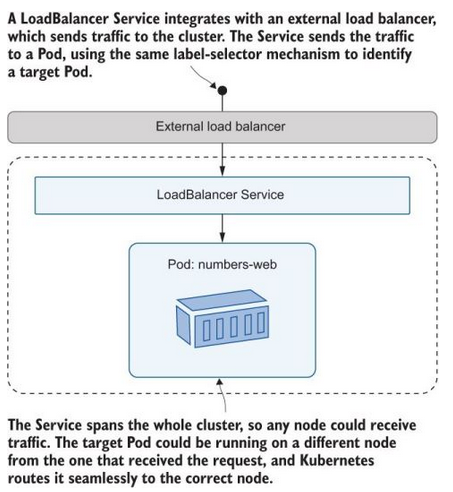 A LoadBalancer Service integrates with an external load balancer,
which sends traffic to the cluster. The Service sends the traffic
to a Pod, using the same label-selector mechanism to identify
a target Pod.
External load balancer
LoadBalancer Service
Pod: numbers-web
The Service spans the whole cluster, so any node could receive
traffic. The target Pod could be running on a different node
from the one that received the request, and Kubernetes
routes it seamlessly to the correct node.